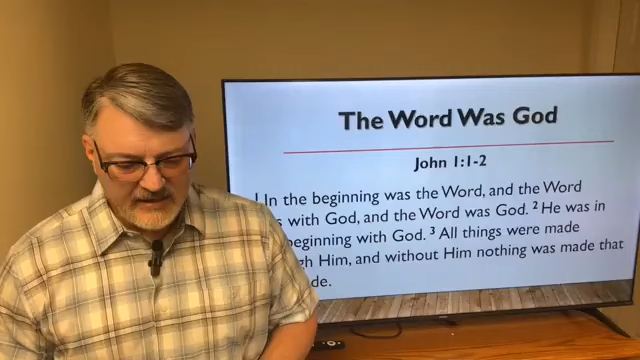 The Word Was God
John 1:1-2
1 In the beginning was the Word, and the Word
with God, and the Word was God. 2 He was in
beginning with God. 3 All things were made
Him, and without Him nothing was made that